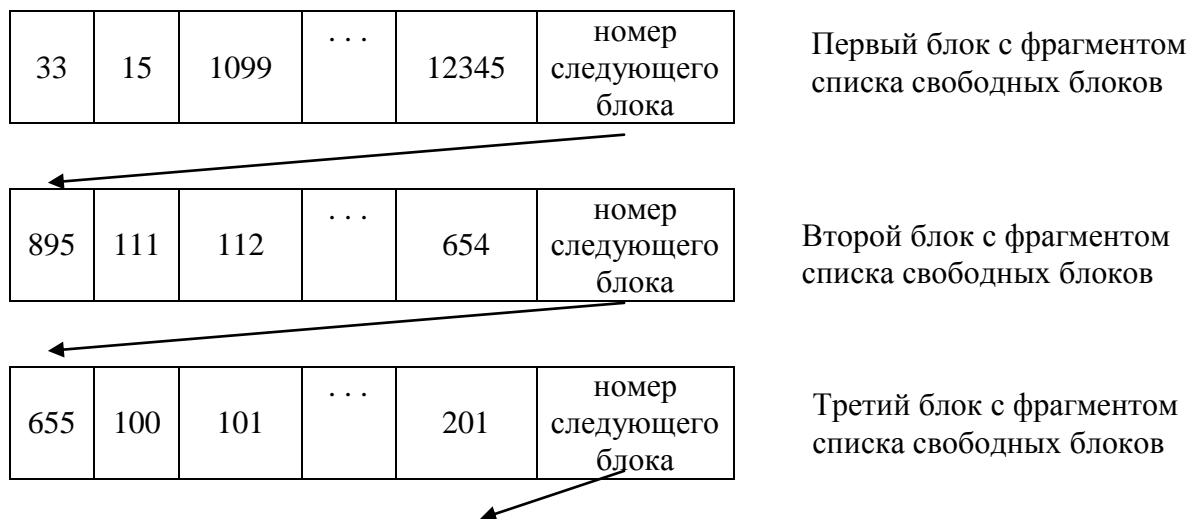 33 15 1099 . . . 12345 номер следующего блока
Первый блок с фрагментом
списка свободных блоков
895 111 112 . . . 654 номер следующего блока
Второй блок с фрагментом
списка свободных блоков
655 100 101 . . . 201 номер следующего блока
Третий блок с фрагментом
списка свободных блоков